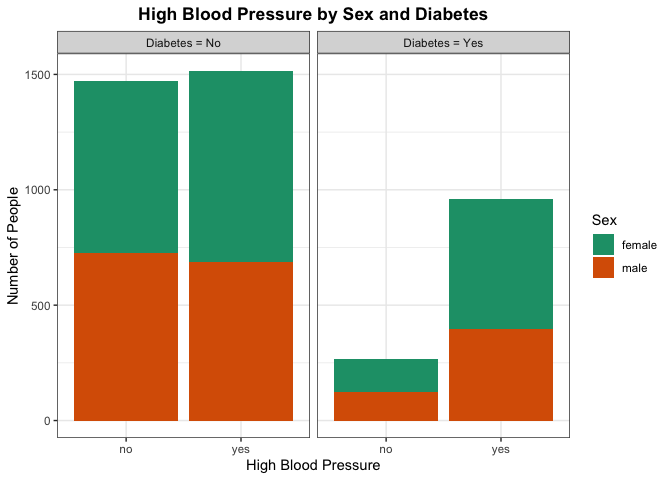 High Blood Pressure by Sex and Diabetes
Diabetes = No
Diabetes = Yes
1500
1000
500
0
Number of People
no
yes
no
yes
High Blood Pressure
Sex
female
male